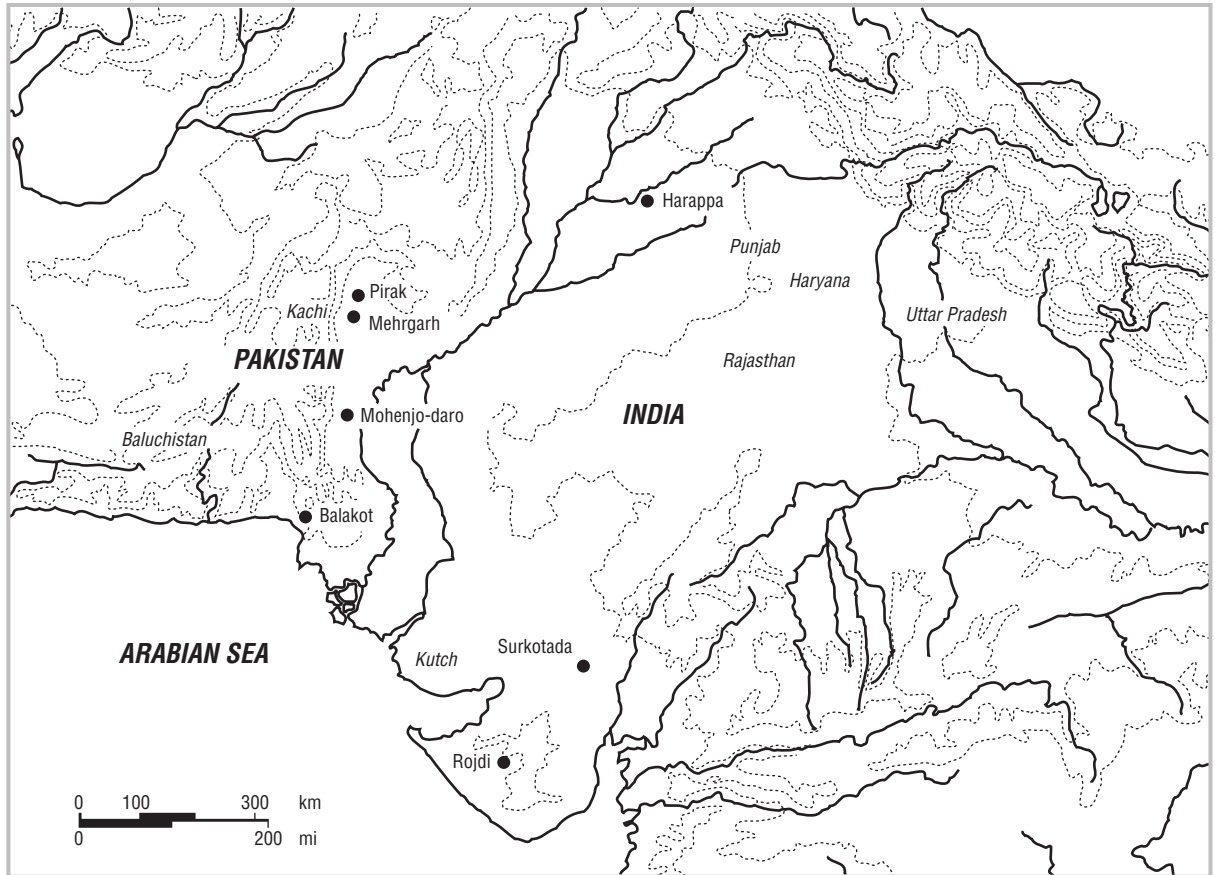 Harappa
Punjab
Haryana
Pirak
Kachi
Mehrgarh
Uttar Pradesh
PAKISTAN
Rajasthan
Mohenjo-daro
INDIA
Baluchistan
Balakot
ARABIAN SEA
Surkotada
Kutch
Rojdi
0 100 300 km
0 200 mi